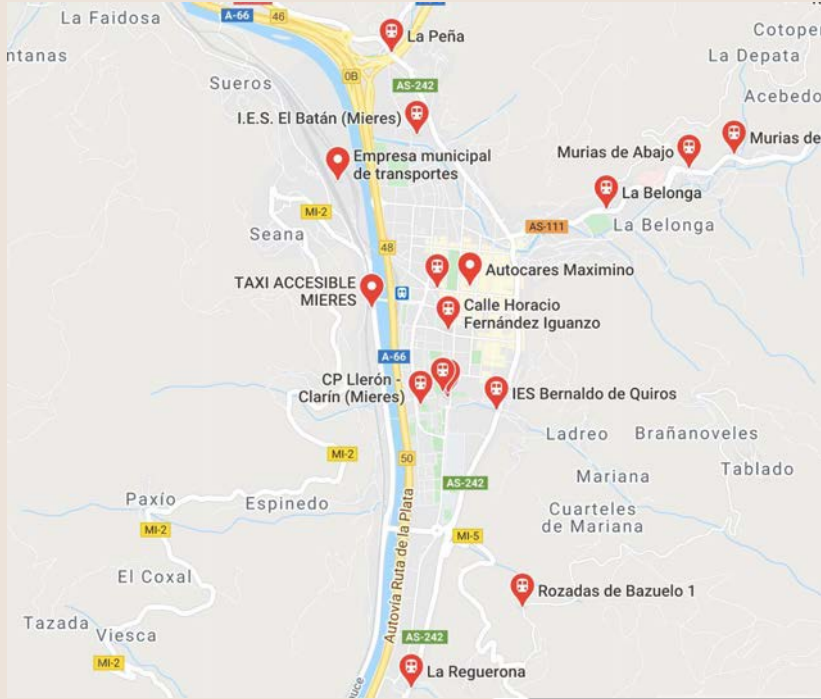 La Faidosa
A-66
46
La Peña
Cotoper
La Depata
ntanas
0B
AS-242
Sueros
Acebedo
I.E.S. El Batán (Mieres)
Murias de
Murias de Abajo
Empresa municipal
de transportes
La Belonga
MI-2
AS-111
La Belonga
Seana
48
Autocares Maximino
TAXI ACCESIBLE
MIERES
Calle Horacio
Fernández Iguanzo
A-66
CP Llerón -
Clarín (Mieres)
IES Bernaldo de Quiros
Ladreo
Brañanoveles
MI-2
50
Tablado
Mariana
AS-242
Paxío
Espinedo
Cuarteles
de Mariana
MI-2
Autovía Ruta de la Plata
MI-5
El Coxal
Rozadas de Bazuelo 1
Tazada
Viesca
AS-242
MI-2
La Reguerona
uce